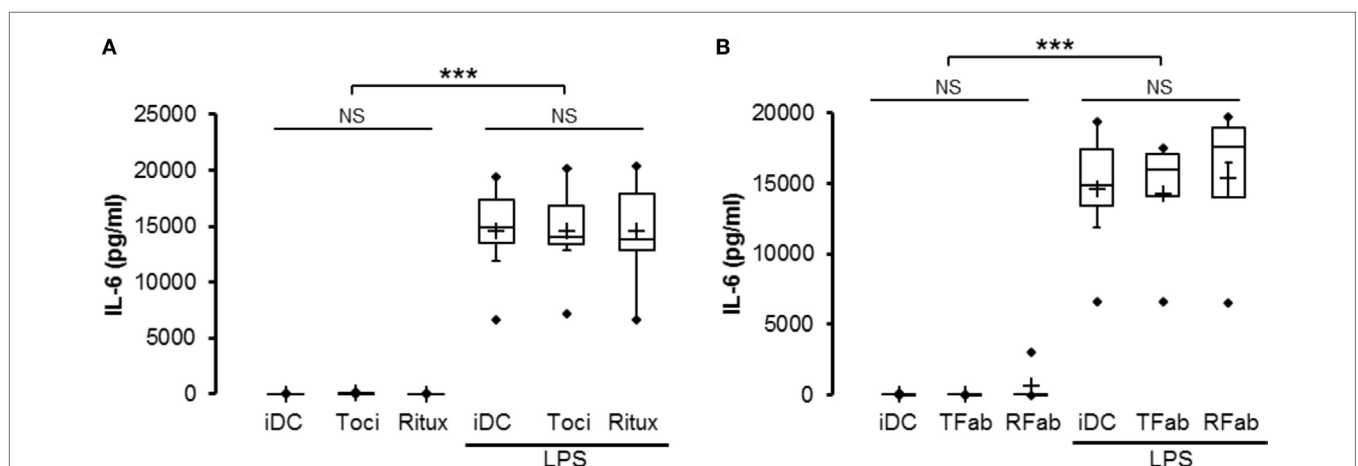 A
***
NS NS
25000
20000
15000
10000
5000
0
IL-6 (pg/ml)
iDC Toci Ritux iDC Toci Ritux
LPS
B
***
NS NS
20000
15000
10000
5000
0
IL-6 (pg/ml)
iDC TFab RFab iDC TFab RFab
LPS